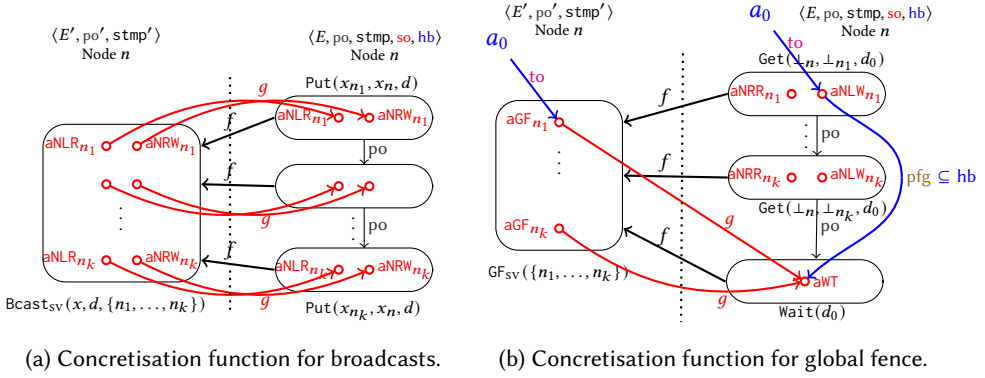 ⟨E′, po′, stmp′⟩
Node n
⟨E, po, stmp, so, hb⟩
Node n
Put(xₙ₁, xₙ, d)
g
f
aNLRₙ₁
aNRWₙ₁
aNLRₙ₁
aNRWₙ₁
po
f
g
⋮
⋮
po
f
aNLRₙₖ
aNRWₙₖ
aNLRₙₖ
aNRWₙₖ
g
Bcast_SV(x, d, {n₁, . . . , nₖ})
Put(xₙₖ, xₙ, d)
(a) Concretisation function for broadcasts.
⟨E′, po′, stmp′⟩
Node n
a₀
to
⟨E, po, stmp, so, hb⟩
Node n
a₀
to
Get(⊥ₙ, ⊥ₙ₁, d₀)
aNRRₙ₁
aNLWₙ₁
f
aGFₙ₁
⋮
⋮
po
f
aNRRₙₖ
aNLWₙₖ
pfg ⊆ hb
Get(⊥ₙ, ⊥ₙₖ, d₀)
g
po
aGFₙₖ
f
GF_SV({n₁, . . . , nₖ})
g
aWT
Wait(d₀)
(b) Concretisation function for global fence.